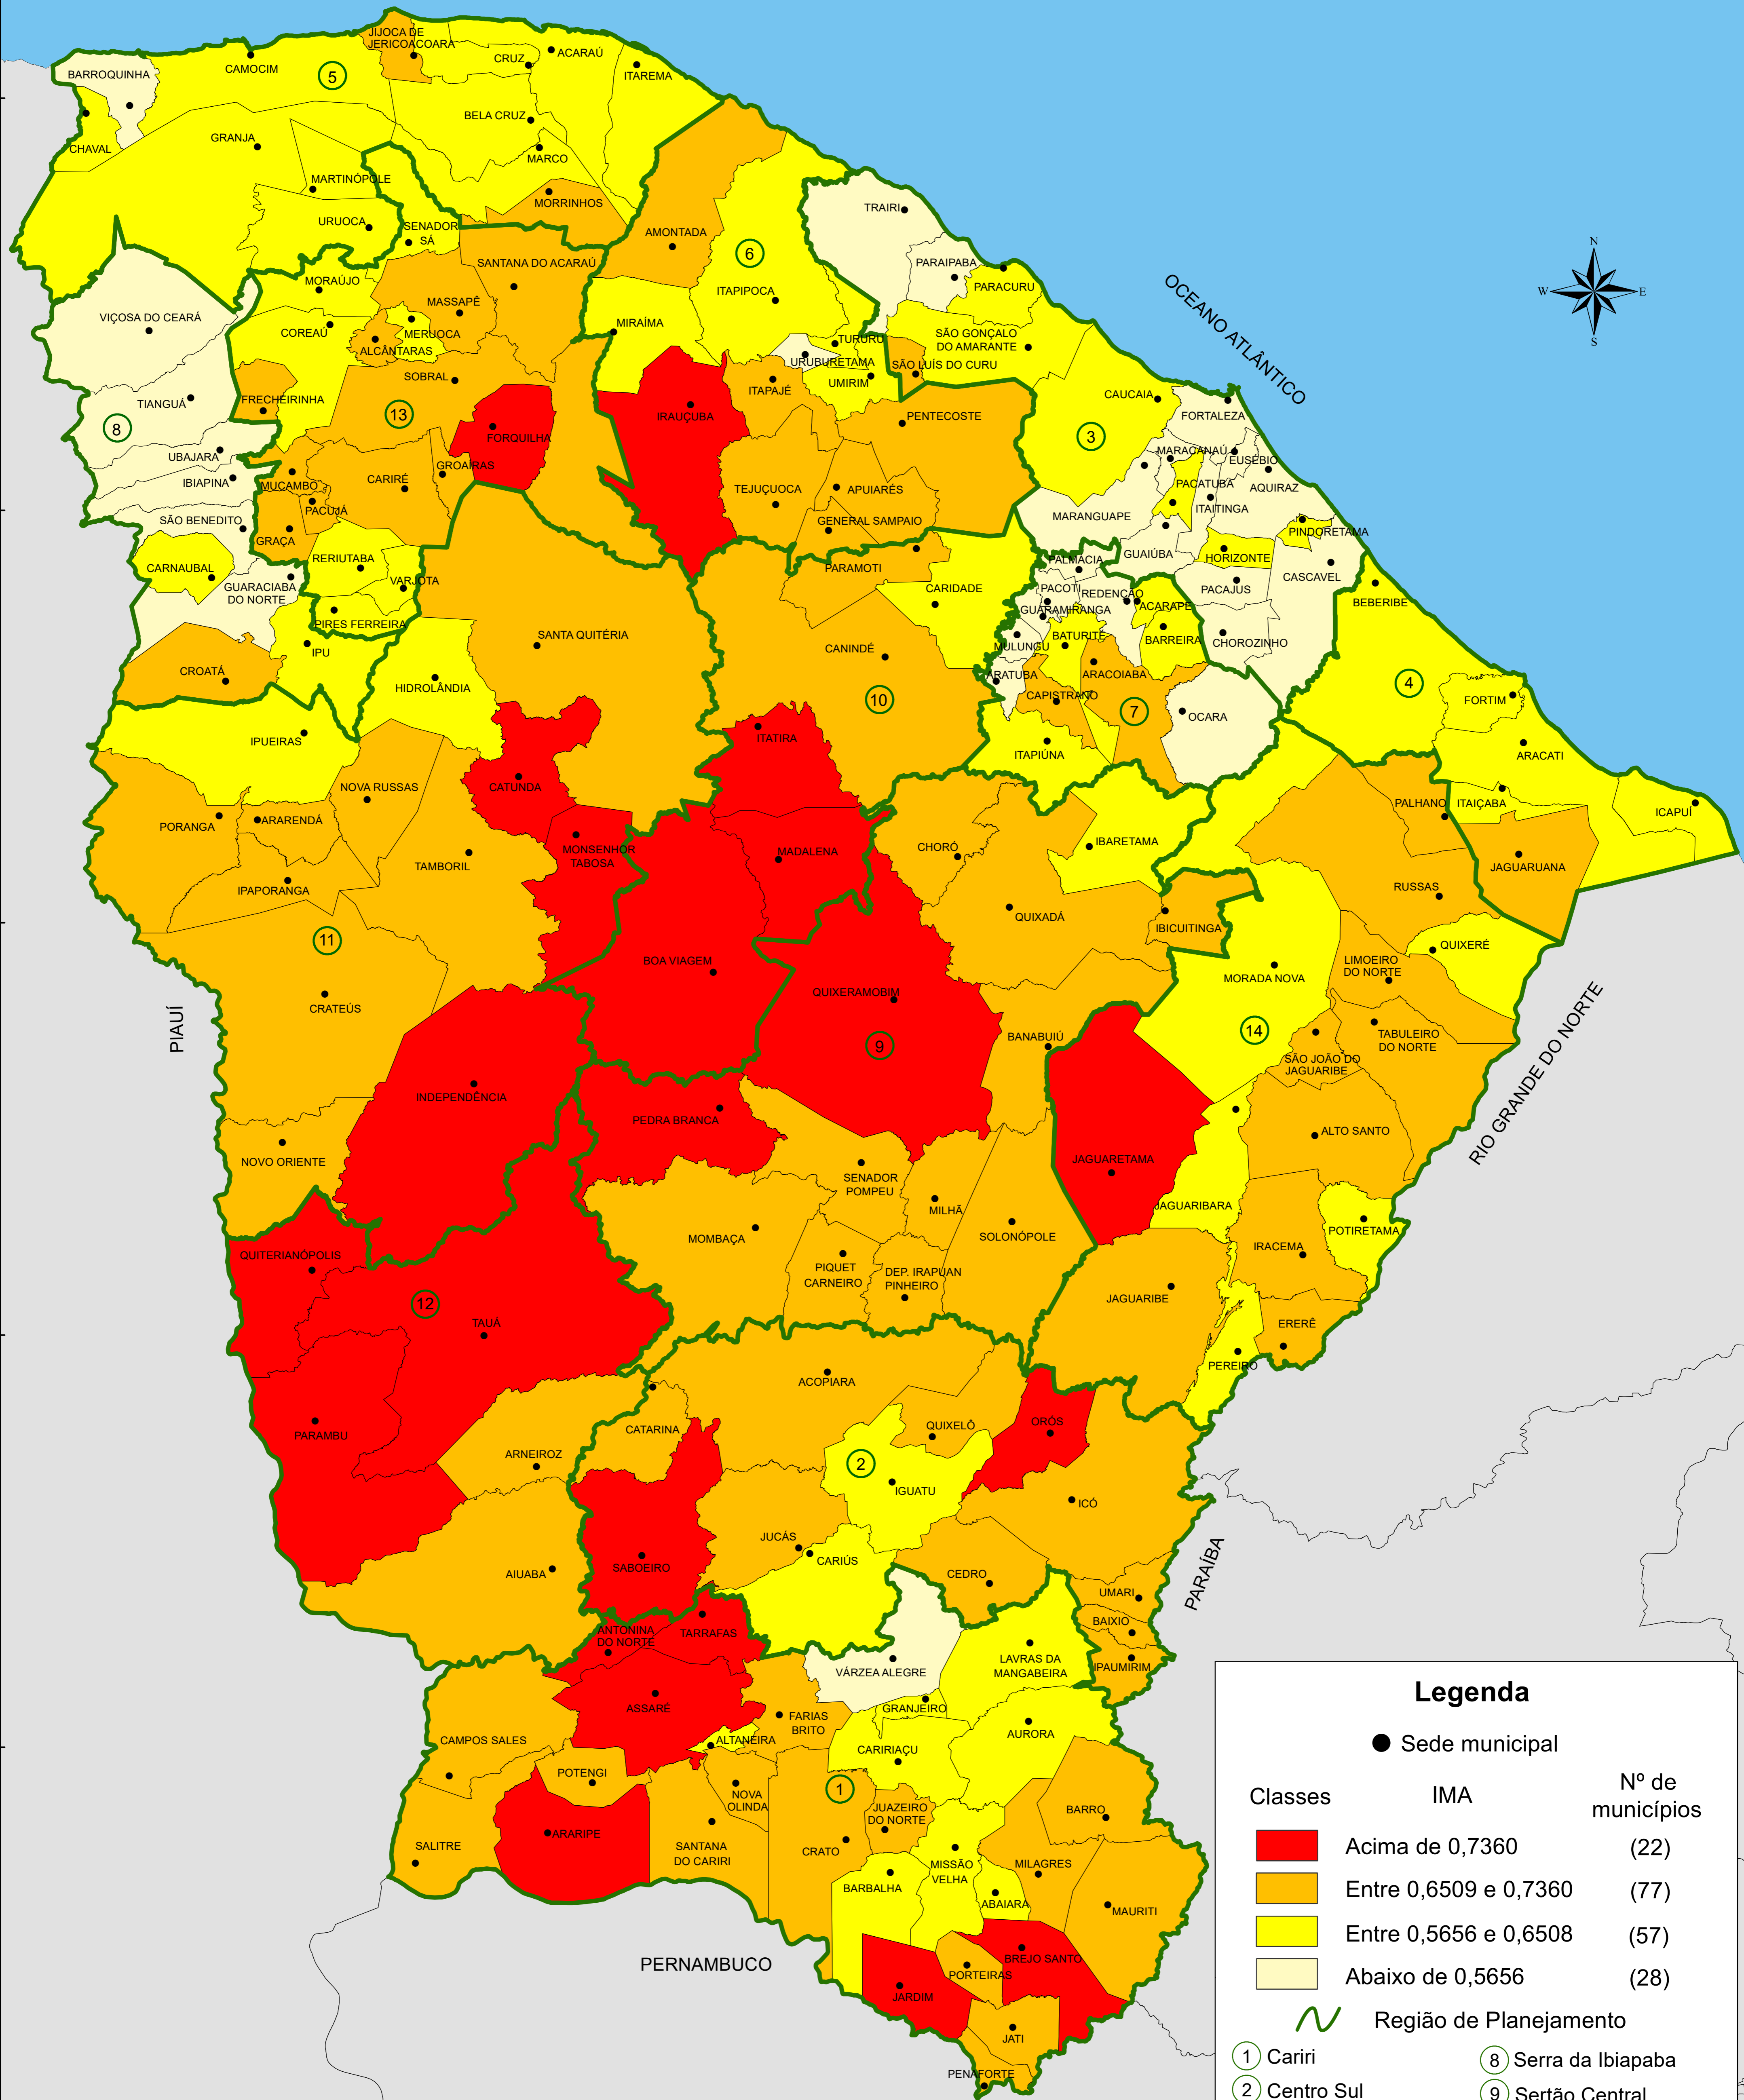 JIJOCA DE
JERICOACOARA
CRUZ
ACARAÚ
BARROQUINHA
CAMOCIM
5
ITAREMA
BELA CRUZ
GRANJA
CHAVAL
MARCO
MARTINÓPOLE
MORRINHOS
TRAIRI
URUOCA
SENADOR
SÁ
AMONTADA
6
N
W
E
S
SANTANA DO ACARAÚ
PARAIPABA
PARACURU
MORAÚJO
ITAPIPOCA
OCEANO ATLÂNTICO
MASSAPÊ
VIÇOSA DO CEARÁ
MIRAÍMA
COREAÚ
MERUOCA
SÃO GONÇALO
DO AMARANTE
TURURU
ALCÂNTARAS
URUBURETAMA
SÃO LUÍS DO CURU
SOBRAL
UMIRIM
ITAPAJÉ
CAUCAIA
FRECHEIRINHA
TIANGUÁ
13
IRAUÇUBA
PENTECOSTE
FORTALEZA
8
FORQUILHA
3
MARACANAÚ
UBAJARA
EUSÉBIO
GROAÍRAS
IBIAPINA
MUCAMBO
CARIRÉ
TEJUÇUOCA
APUIARÉS
PACATUBA
AQUIRAZ
PACUJÁ
ITAITINGA
SÃO BENEDITO
MARANGUAPE
GENERAL SAMPAIO
PINDORETAMA
GRAÇA
GUAIÚBA
RERIUTABA
PALMÁCIA
HORIZONTE
CARNAUBAL
PARAMOTI
CASCAVEL
VARJOTA
GUARACIABA
DO NORTE
CARIDADE
PACOTI
REDENÇÃO
PACAJUS
ACARAPE
BEBERIBE
GUARAMIRANGA
PIRES FERREIRA
SANTA QUITÉRIA
BATURITÉ
BARREIRA
CHOROZINHO
IPU
CANINDÉ
MULUNGU
CROATÁ
ARATUBA
ARACOIABA
4
HIDROLÂNDIA
CAPISTRANO
10
FORTIM
7
OCARA
IPUEIRAS
ITATIRA
ITAPIÚNA
ARACATI
NOVA RUSSAS
CATUNDA
PALHANO
ITAIÇABA
ICAPUÍ
PORANGA
ARARENDÁ
IBARETAMA
MONSENHOR
TABOSA
CHORÓ
MADALENA
TAMBORIL
JAGUARUANA
IPAPORANGA
RUSSAS
QUIXADÁ
IBICUITINGA
11
QUIXERÉ
BOA VIAGEM
LIMOEIRO
DO NORTE
MORADA NOVA
QUIXERAMOBIM
CRATEÚS
PIAUÍ
14
BANABUIÚ
TABULEIRO
DO NORTE
9
SÃO JOÃO DO
JAGUARIBE
RIO GRANDE DO NORTE
INDEPENDÊNCIA
PEDRA BRANCA
ALTO SANTO
NOVO ORIENTE
JAGUARETAMA
SENADOR
POMPEU
JAGUARIBARA
MILHÃ
POTIRETAMA
MOMBAÇA
SOLONÓPOLE
IRACEMA
QUITERIANÓPOLIS
PIQUET
CARNEIRO
DEP. IRAPUAN
PINHEIRO
JAGUARIBE
12
TAUÁ
ERERÊ
PEREIRO
ACOPIARA
CATARINA
QUIXELÔ
ORÓS
PARAMBU
ARNEIROZ
2
IGUATU
ICÓ
JUCÁS
CARIÚS
SABOEIRO
AIUABA
CEDRO
PARAÍBA
UMARI
BAIXIO
ANTONINA
DO NORTE
TARRAFAS
LAVRAS DA
MANGABEIRA
IPAUMIRIM
VÁRZEA ALEGRE
ASSARÉ
GRANJEIRO
FARIAS
BRITO
AURORA
CAMPOS SALES
ALTANEIRA
CARIRIAÇU
POTENGI
1
NOVA
OLINDA
JUAZEIRO
DO NORTE
BARRO
ARARIPE
SALITRE
SANTANA
DO CARIRI
CRATO
MISSÃO
VELHA
MILAGRES
BARBALHA
ABAIARA
MAURITI
PERNAMBUCO
BREJO SANTO
PORTEIRAS
JARDIM
JATI
PENAFORTE
Legenda
Sede municipal
Classes IMA Nº de
municípios
Acima de 0,7360 (22)
Entre 0,6509 e 0,7360 (77)
Entre 0,5656 e 0,6508 (57)
Abaixo de 0,5656 (28)
Região de Planejamento
1 Cariri
8 Serra da Ibiapaba
2 Centro Sul
9 Sertão Central